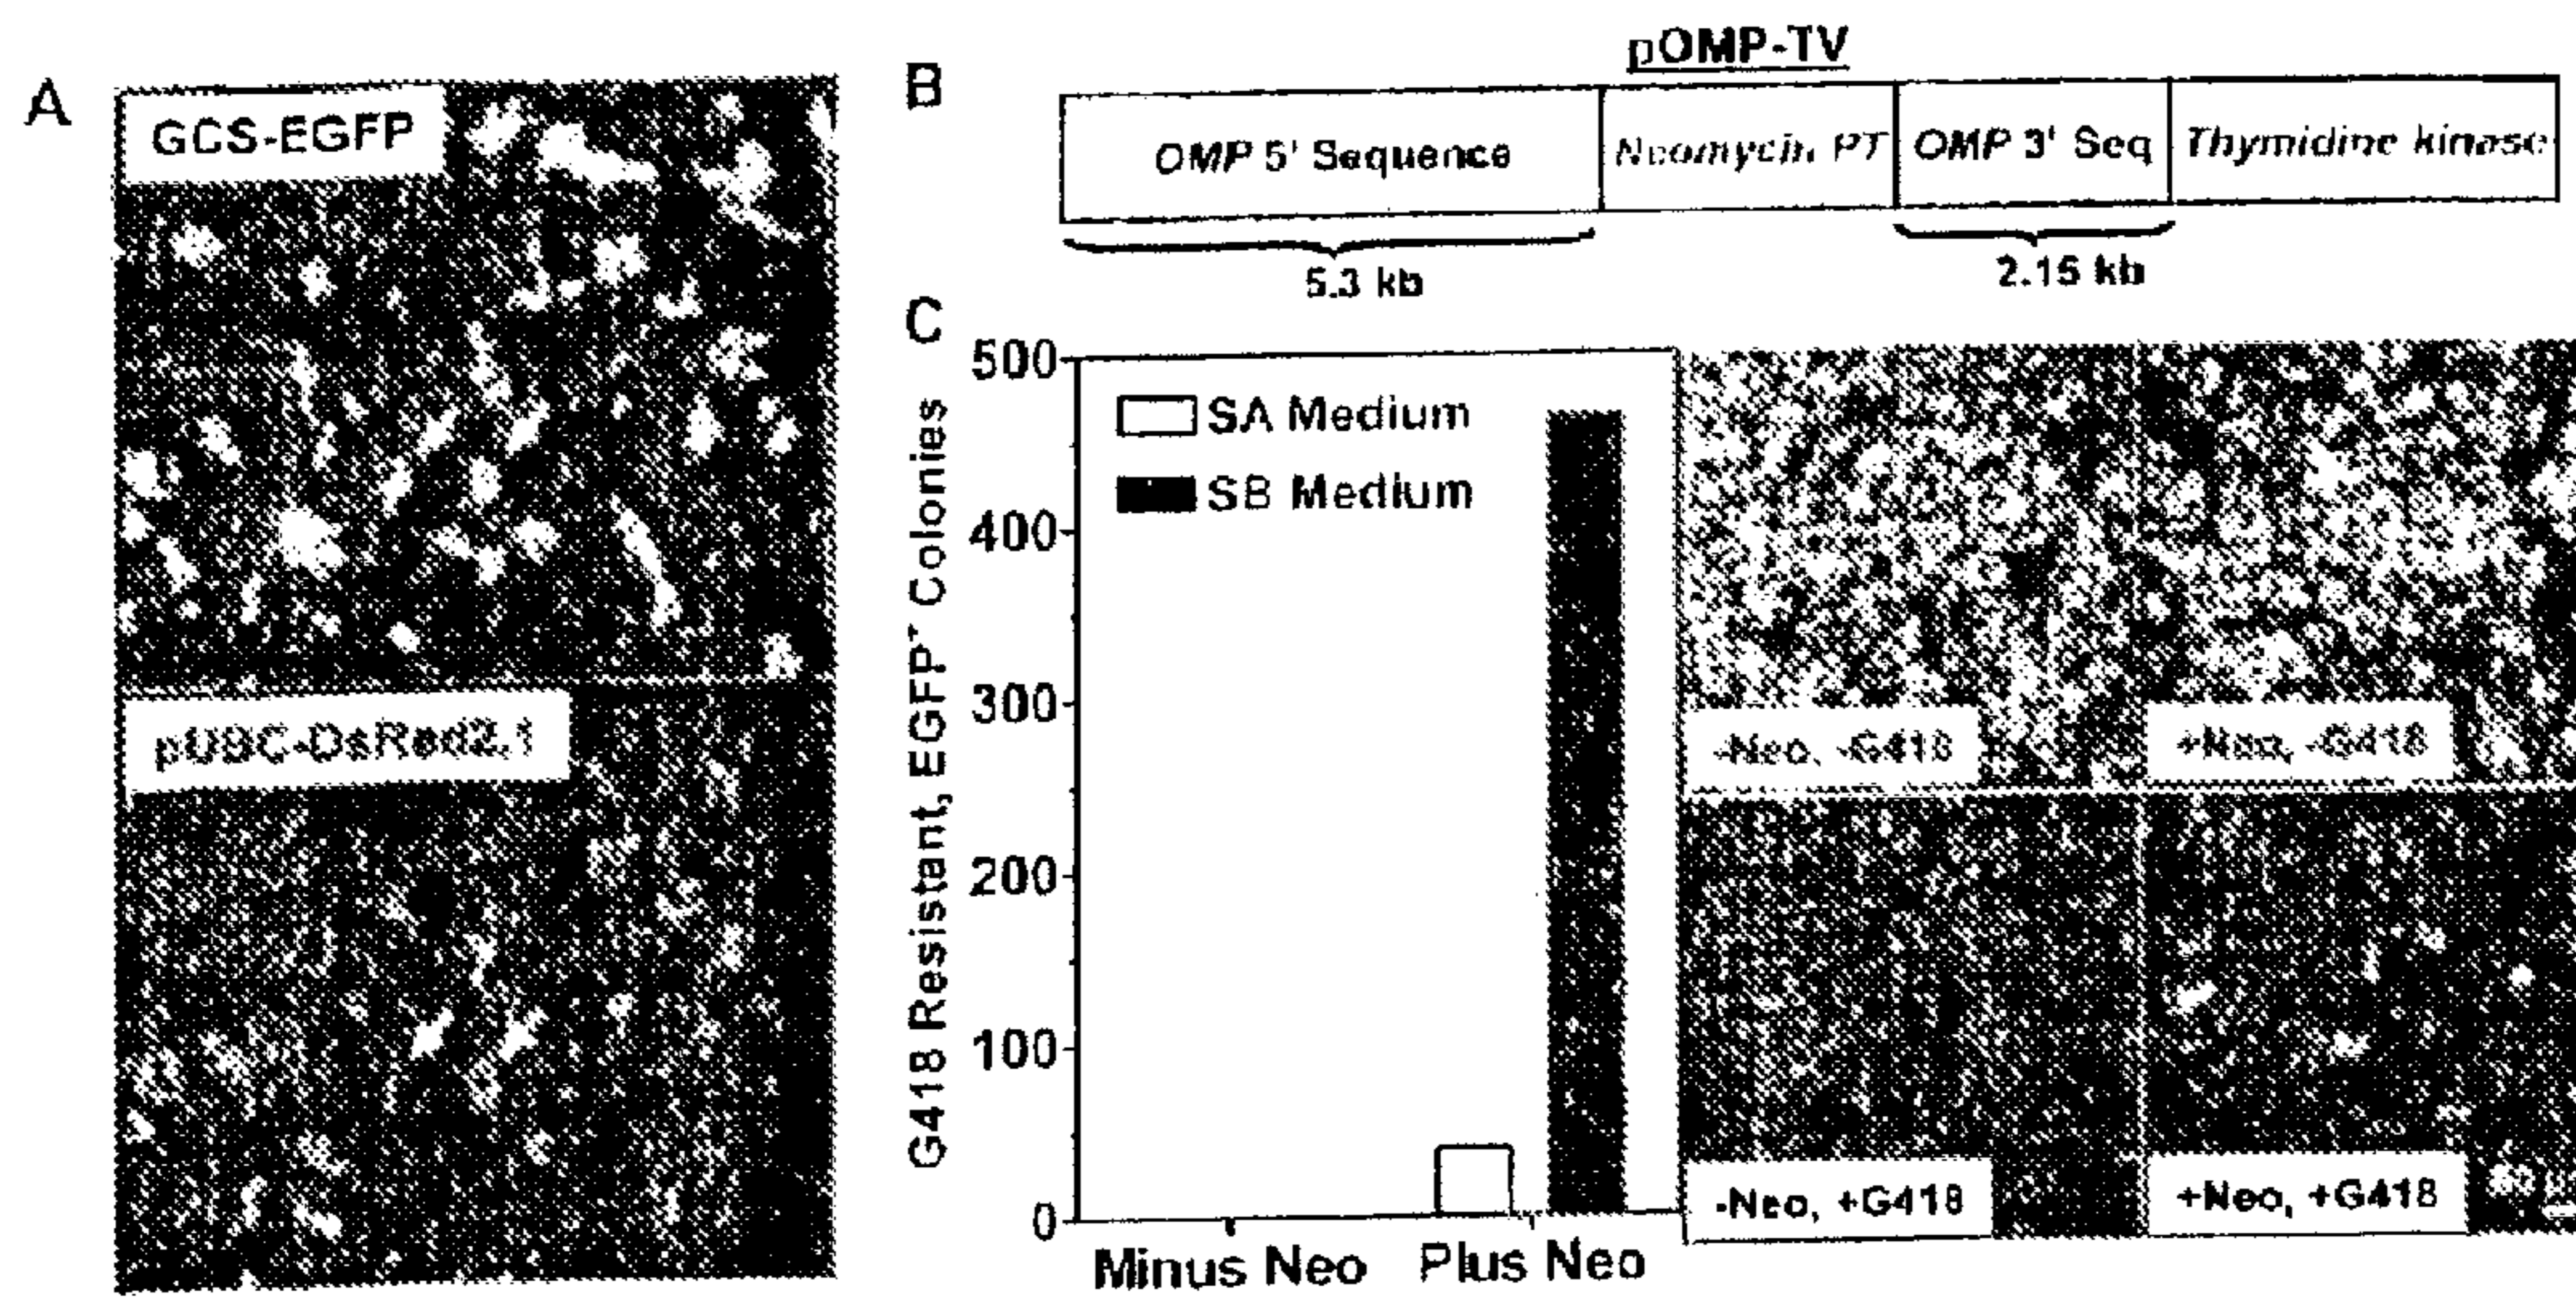 A
GCS-EGFP
pUBC-DsRed2.1
B
pOMP-TV
OMP 5' Sequence
Neomycin PT
OMP 3' Seq
Thymidine kinase
5.3 kb
2.15 kb
C
G418 Resistant, EGFP⁺ Colonies
500
400
300
200
100
0
SA Medium
SB Medium
Minus Neo
Plus Neo
-Neo, -G418
+Neo, -G418
-Neo, +G418
+Neo, +G418